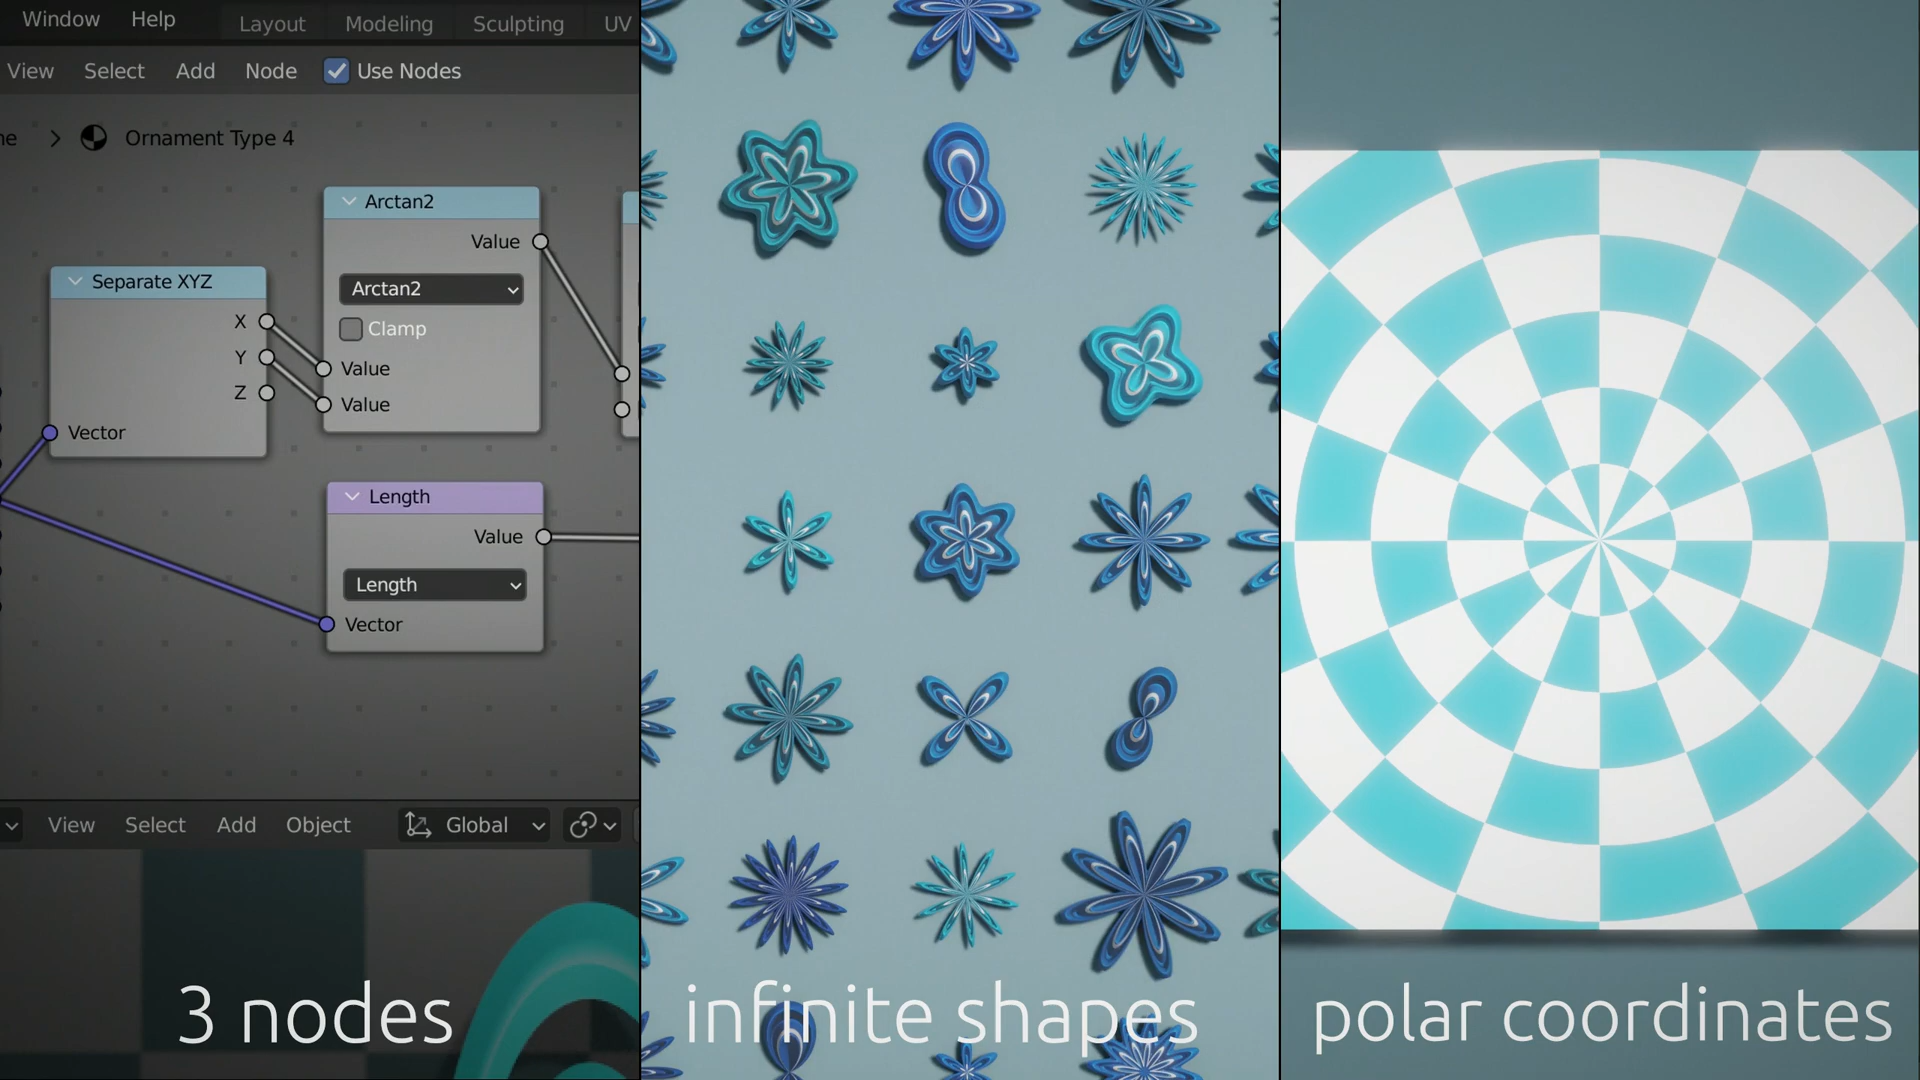 Window Help Layout Modeling Sculpting UV
View Select Add Node Use Nodes
Ornament Type 4
Arctan2
Value
Arctan2
Clamp
Value
Value
Separate XYZ
X
Y
Z
Vector
Length
Value
Length
Vector
View Select Add Object Global
3 nodes
infinite shapes
polar coordinates